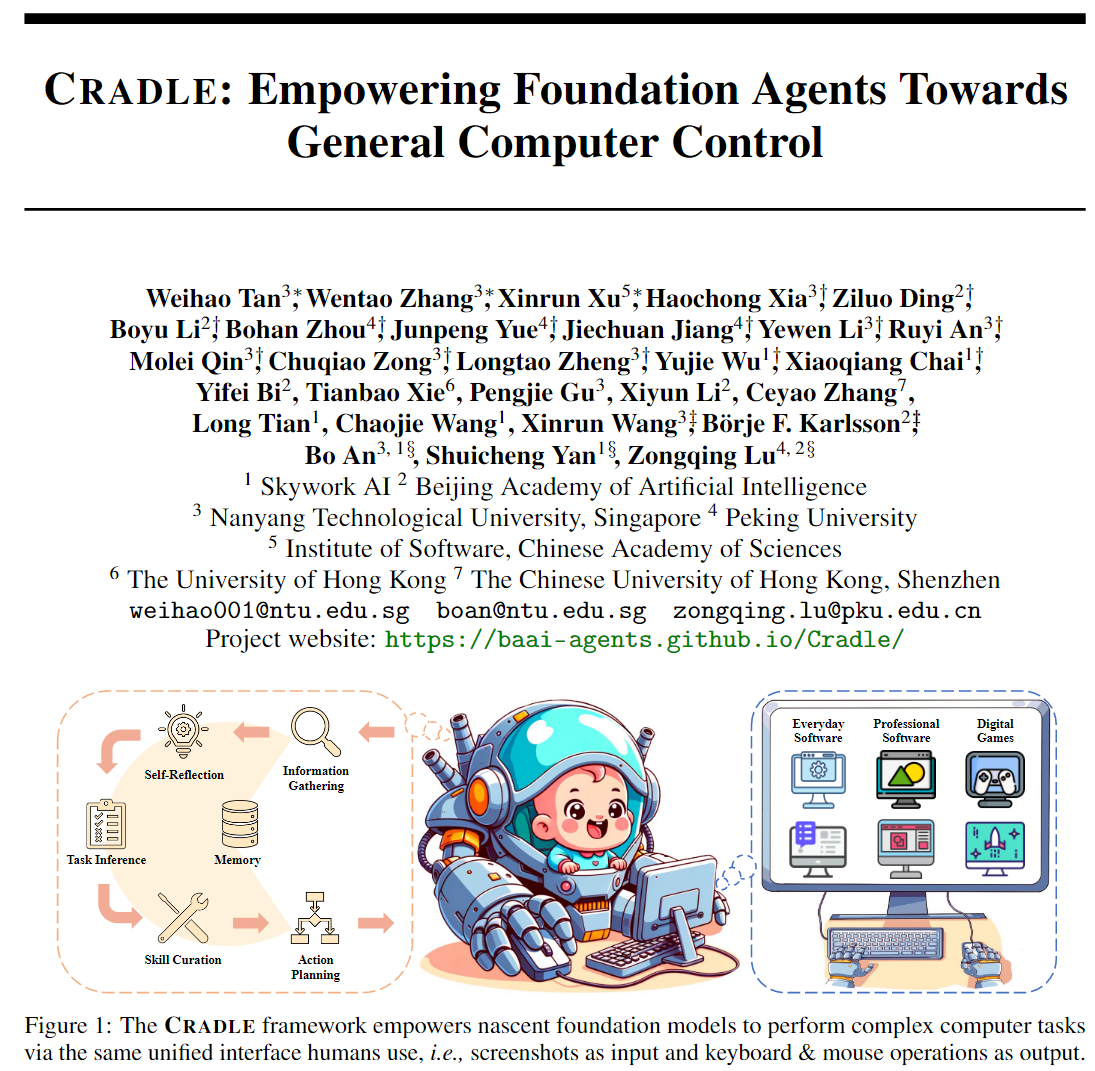 CRADLE: Empowering Foundation Agents Towards
General Computer Control
Weihao Tan3∗, Wentao Zhang3∗, Xinrun Xu5∗, Haochong Xia3†, Ziluo Ding2†,
Boyu Li2†, Bohan Zhou4†, Junpeng Yue4†, Jiechuan Jiang4†, Yewen Li3†, Ruyi An3†,
Molei Qin3†, Chuqiao Zong3†, Longtao Zheng3†, Yujie Wu1†, Xiaoqiang Chai1†,
Yifei Bi2, Tianbao Xie6, Pengjie Gu3, Xiyun Li2, Ceyao Zhang7,
Long Tian1, Chaojie Wang1, Xinrun Wang3‡, Börje F. Karlsson2‡,
Bo An3, 1§, Shuicheng Yan1§, Zongqing Lu4, 2§
1 Skywork AI 2 Beijing Academy of Artificial Intelligence
3 Nanyang Technological University, Singapore 4 Peking University
5 Institute of Software, Chinese Academy of Sciences
6 The University of Hong Kong 7 The Chinese University of Hong Kong, Shenzhen
weihao001@ntu.edu.sg boan@ntu.edu.sg zongqing.lu@pku.edu.cn
Project website: https://baai-agents.github.io/Cradle/
Self-Reflection
Information
Gathering
Task Inference
Memory
Skill Curation
Action
Planning
Everyday
Software
Professional
Software
Digital
Games
Figure 1: The CRADLE framework empowers nascent foundation models to perform complex computer tasks
via the same unified interface humans use, i.e., screenshots as input and keyboard & mouse operations as output.